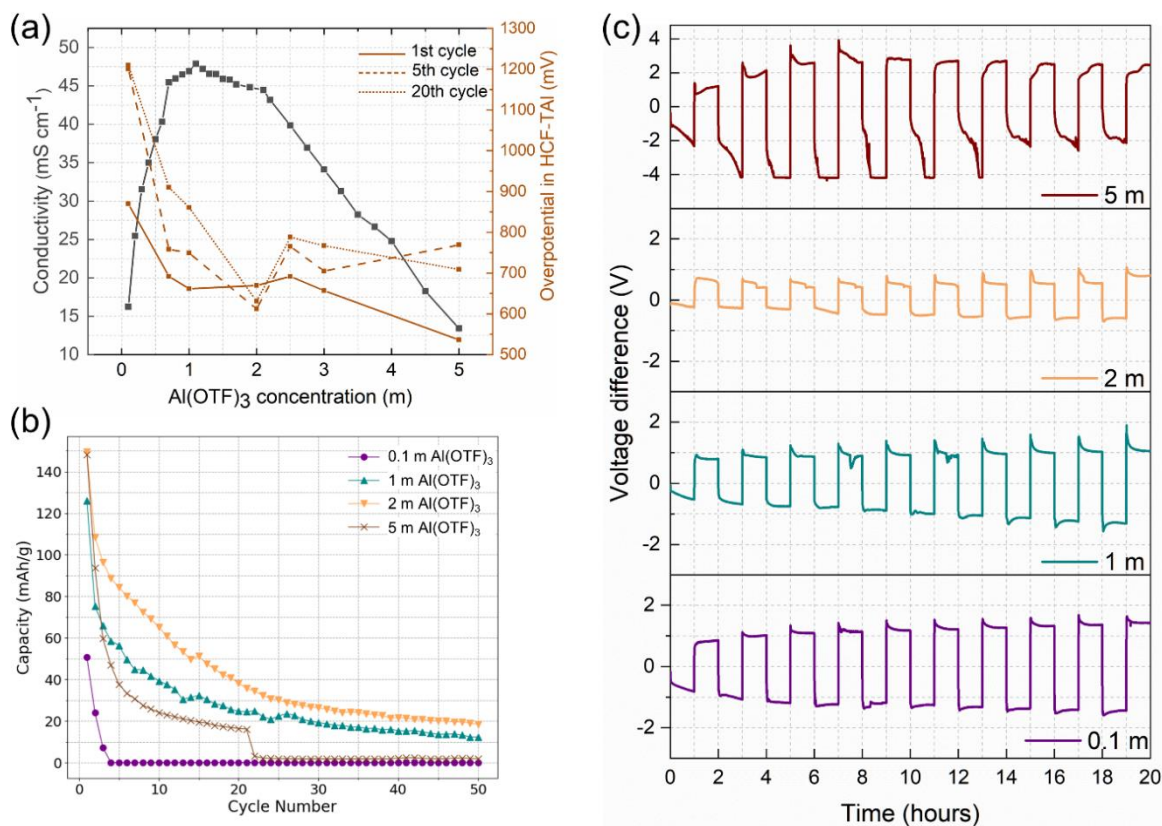 (a)
Conductivity (mS cm-1)
50
45
40
35
30
25
20
15
10
1st cycle
5th cycle
20th cycle
1300
1200
1100
1000
900
800
700
600
500
Overpotential in HCF-TAI (mV)
0 1 2 3 4 5
Al(OTF)3 concentration (m)
(b)
Capacity (mAh/g)
140
120
100
80
60
40
20
0
0.1 m Al(OTF)3
1 m Al(OTF)3
2 m Al(OTF)3
5 m Al(OTF)3
0 10 20 30 40 50
Cycle Number
(c)
Voltage difference (V)
4
2
0
-2
-4
5 m
2
0
-2
2 m
2
0
-2
1 m
2
0
-2
0.1 m
0 2 4 6 8 10 12 14 16 18 20
Time (hours)